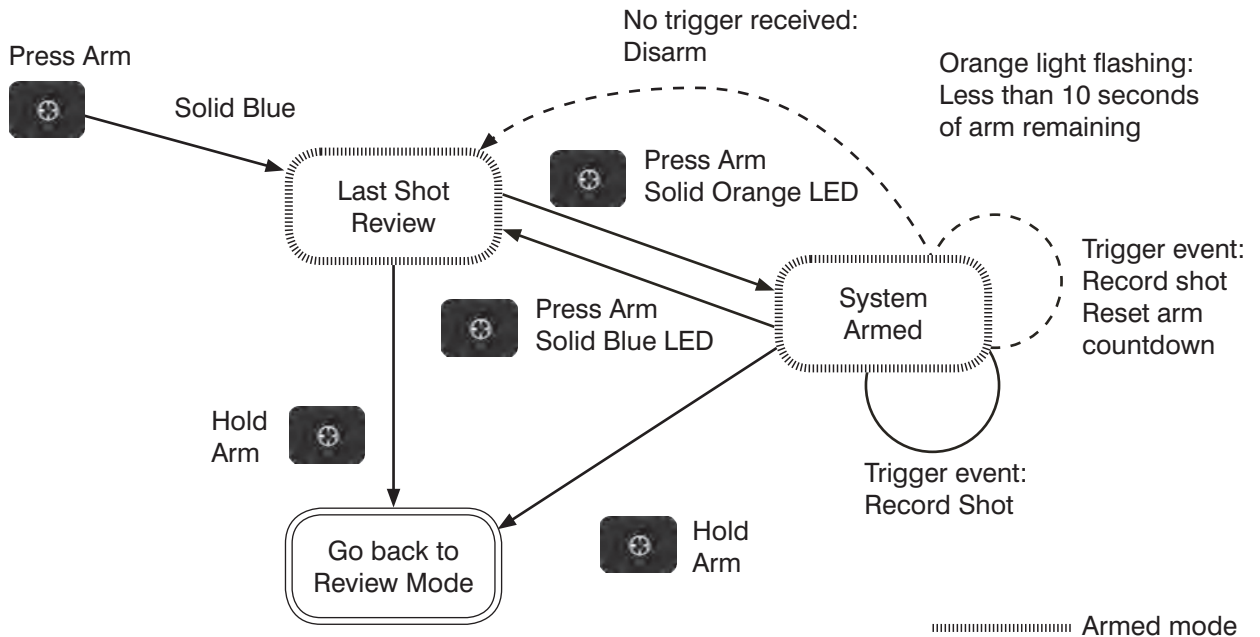 Press Arm
Solid Blue
No trigger received:
Disarm
Orange light flashing:
Less than 10 seconds
of arm remaining
Last Shot
Review
Press Arm
Solid Orange LED
System
Armed
Trigger event:
Record shot
Reset arm
countdown
Press Arm
Solid Blue LED
Hold
Arm
Trigger event:
Record Shot
Go back to
Review Mode
Hold
Arm
Armed mode